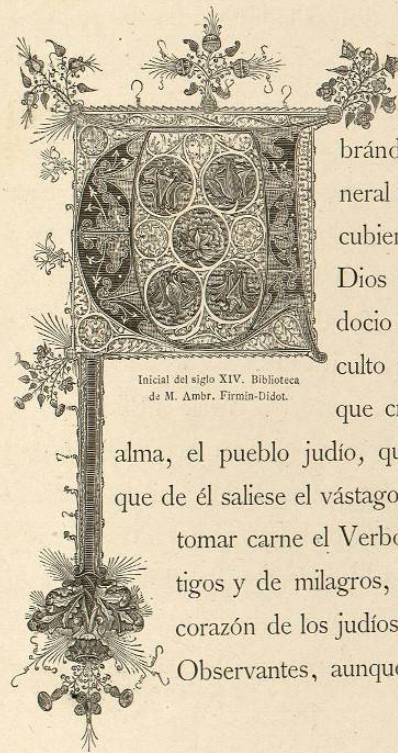 bránd
neral
cubier
Dios
docio
culto
Inicial del siglo XIV. Biblioteca
de M. Ambr. Firmin-Didot.
que cr
alma, el pueblo judío, qu
que de él saliese el vástago
tomar carne el Verbo
tigos y de milagros,
corazón de los judíos
Observantes, aunque